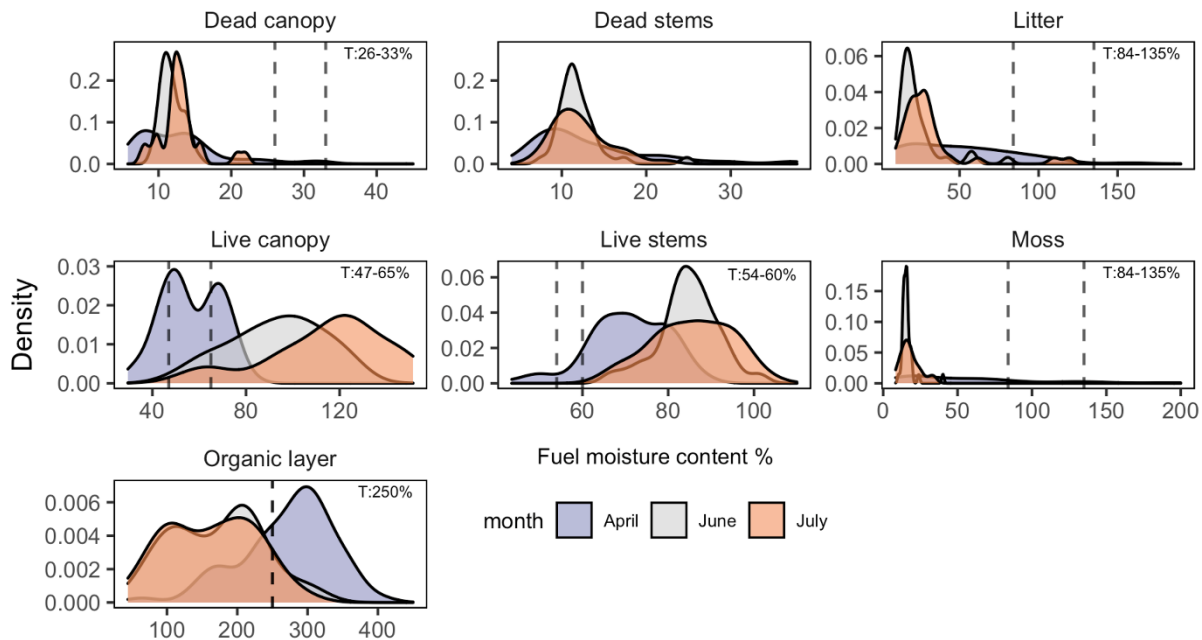 Dead canopy
T:26-33%
0.2
0.1
0.0
10 20 30 40
Dead stems
0.2
0.1
0.0
10 20 30
Litter
T:84-135%
0.06
0.04
0.02
0.00
50 100 150
Density
Live canopy
T:47-65%
0.03
0.02
0.01
0.00
40 80 120
Live stems
T:54-60%
0.06
0.04
0.02
0.00
60 80 100
Moss
T:84-135%
0.15
0.10
0.05
0.00
0 50 100 150 200
Organic layer
T:250%
0.006
0.004
0.002
0.000
100 200 300 400
Fuel moisture content %
month April June July